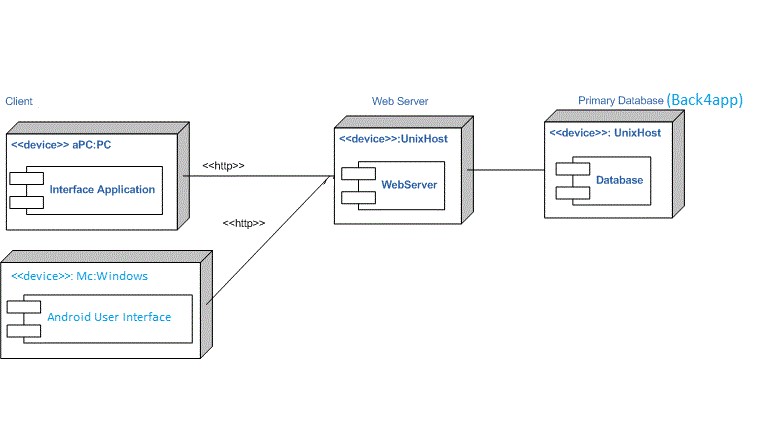 Client
Web Server
Primary Database (Back4app)
<<device>> aPC:PC
Interface Application
<<http>>
<<device>>:UnixHost
WebServer
<<device>>: UnixHost
Database
<<http>>
<<device>>: Mc:Windows
Android User Interface